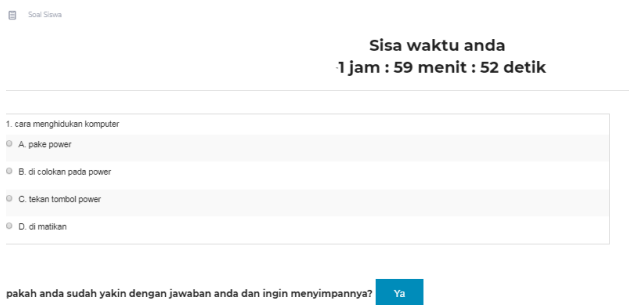 Soal Siswa
Sisa waktu anda
-1 jam : 59 menit : 52 detik
1. cara menghidukan komputer
A. pake power
B. di colokan pada power
C. tekan tombol power
D. di matikan
pakah anda sudah yakin dengan jawaban anda dan ingin menyimpannya? Ya